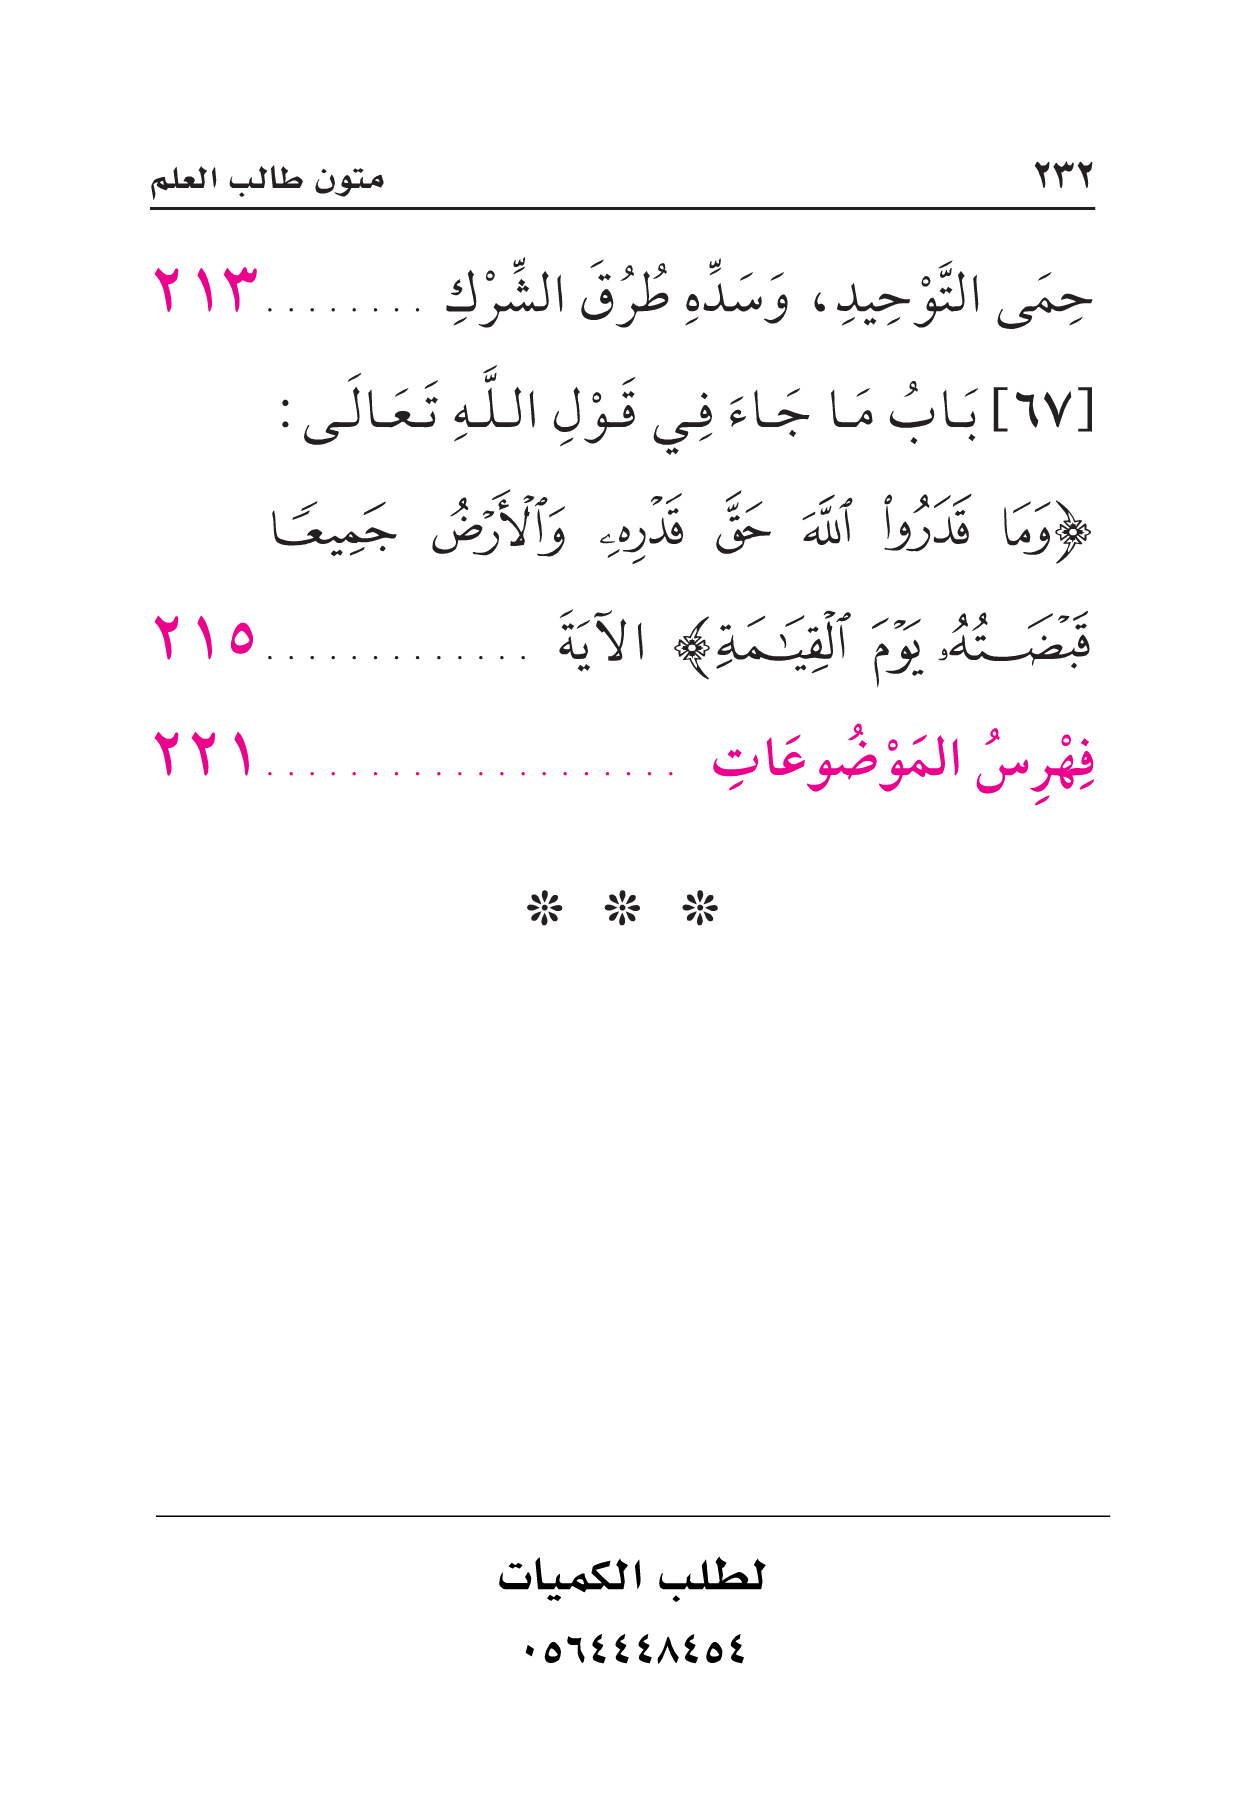 ٢٣٢ متون طالب العلم
حِمَى التَّوْحِيدِ، وَسَدِّهِ طُرُقَ الشِّرْكِ ........ ٢١٣
[٦٧] بَابُ مَا جَاءَ فِي قَوْلِ اللَّهِ تَعَالَى:
﴿وَمَا قَدَرُواْ ٱللَّهَ حَقَّ قَدْرِهِۦ وَٱلْأَرْضُ جَمِيعًا
قَبْضَتُهُۥ يَوْمَ ٱلْقِيَٰمَةِ﴾ الآيَةَ ............. ٢١٥
فِهْرِسُ المَوْضُوعَاتِ .................... ٢٢١
❊ ❊ ❊
لطلب الكميات
٠٥٦٤٤٤٨٤٥٤